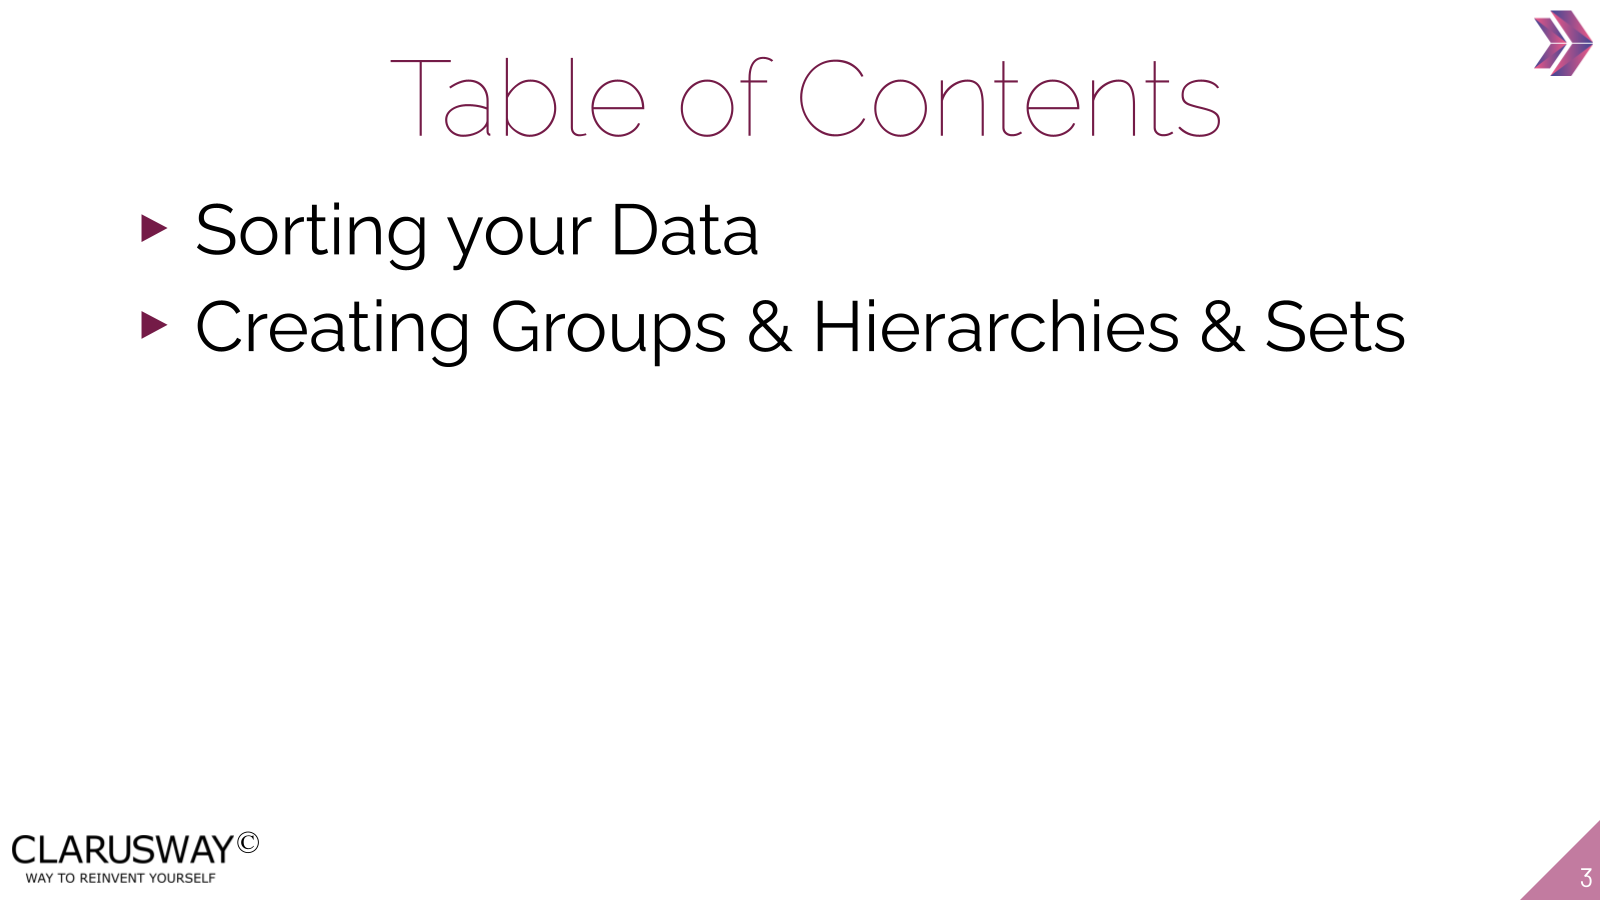 Table of Contents
▶ Sorting your Data
▶ Creating Groups & Hierarchies & Sets
CLARUSWAY©
WAY TO REINVENT YOURSELF
3